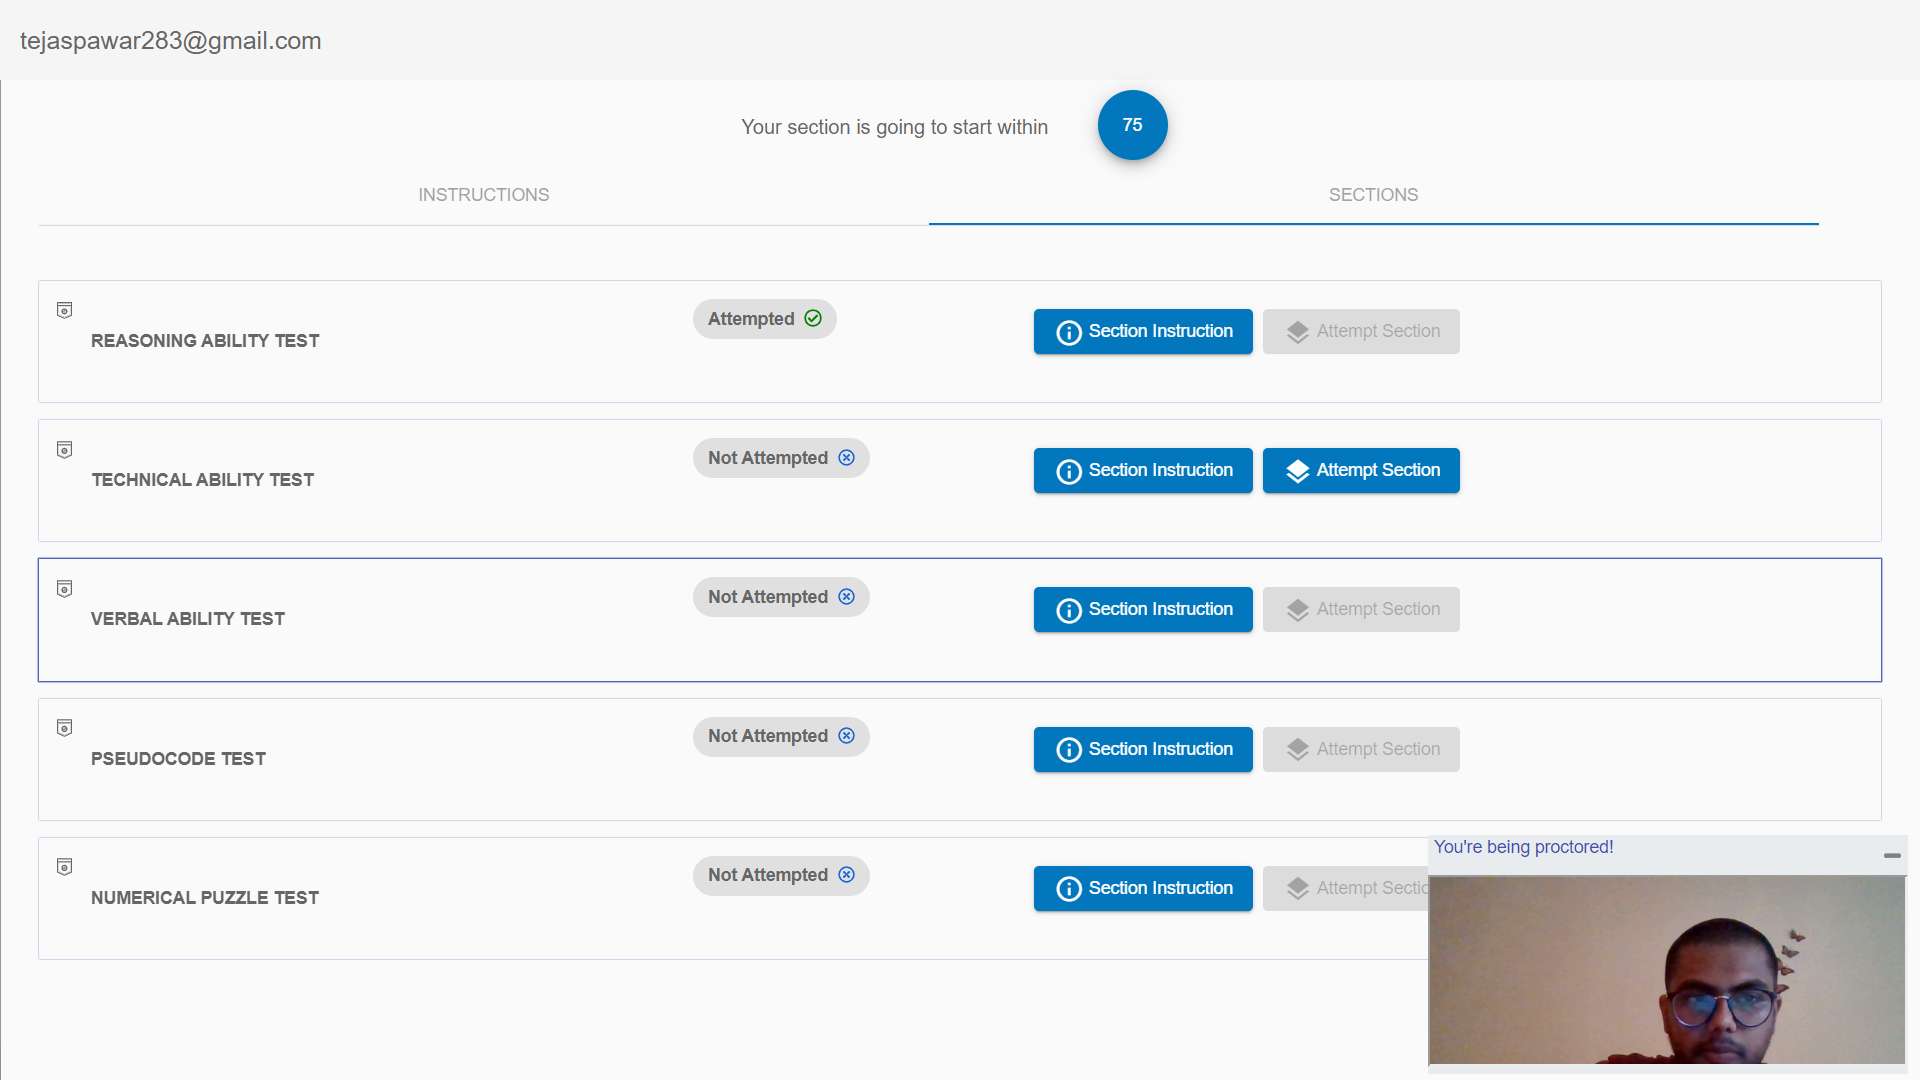 tejaspawar283@gmail.com
Your section is going to start within 75
INSTRUCTIONS SECTIONS
Attempted
REASONING ABILITY TEST Section Instruction Attempt Section
Not Attempted
TECHNICAL ABILITY TEST Section Instruction Attempt Section
Not Attempted
VERBAL ABILITY TEST Section Instruction Attempt Section
Not Attempted
PSEUDOCODE TEST Section Instruction Attempt Section
You're being proctored!
Not Attempted
NUMERICAL PUZZLE TEST Section Instruction Attempt Sectio